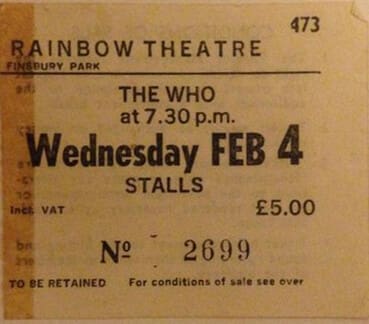 473
RAINBOW THEATRE
FINSBURY PARK
THE WHO
at 7.30 p.m.
Wednesday FEB 4
STALLS
Incl. VAT £5.00
Nº 2699
TO BE RETAINED For conditions of sale see over